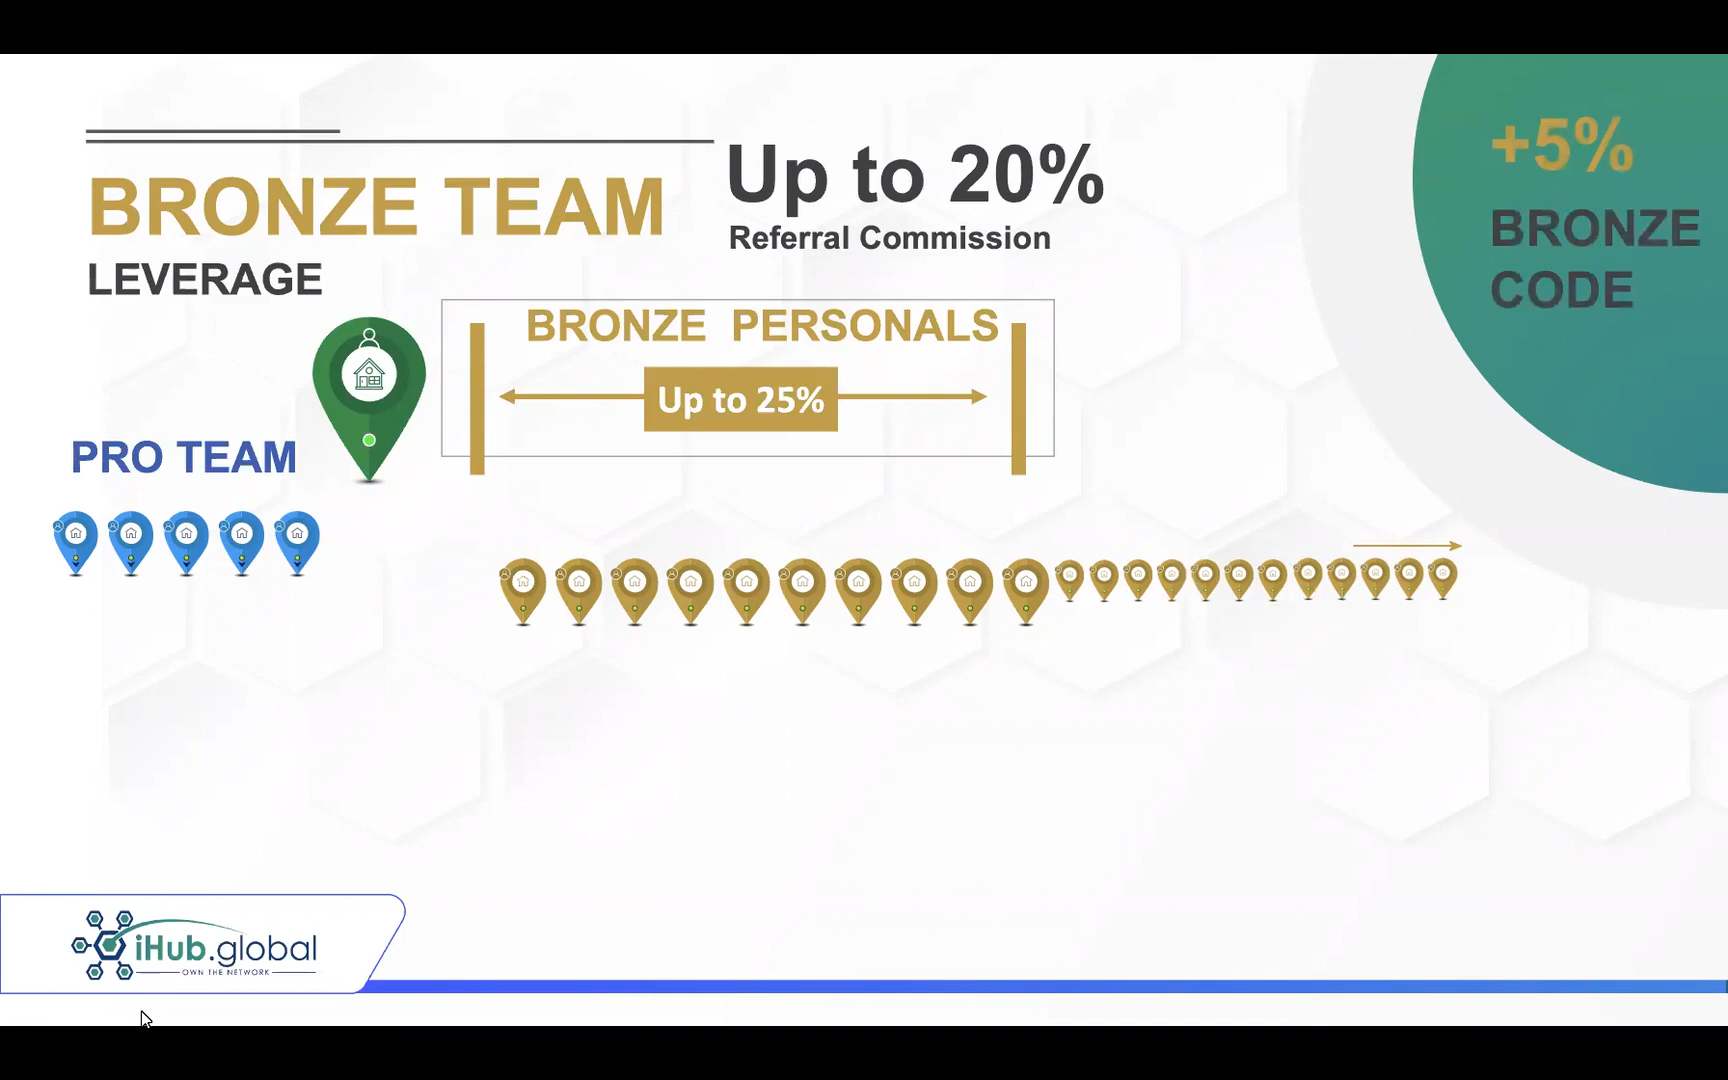 BRONZE TEAM
LEVERAGE
Up to 20%
Referral Commission
+5%
BRONZE
CODE
BRONZE PERSONALS
Up to 25%
PRO TEAM
iHub.global
OWN THE NETWORK